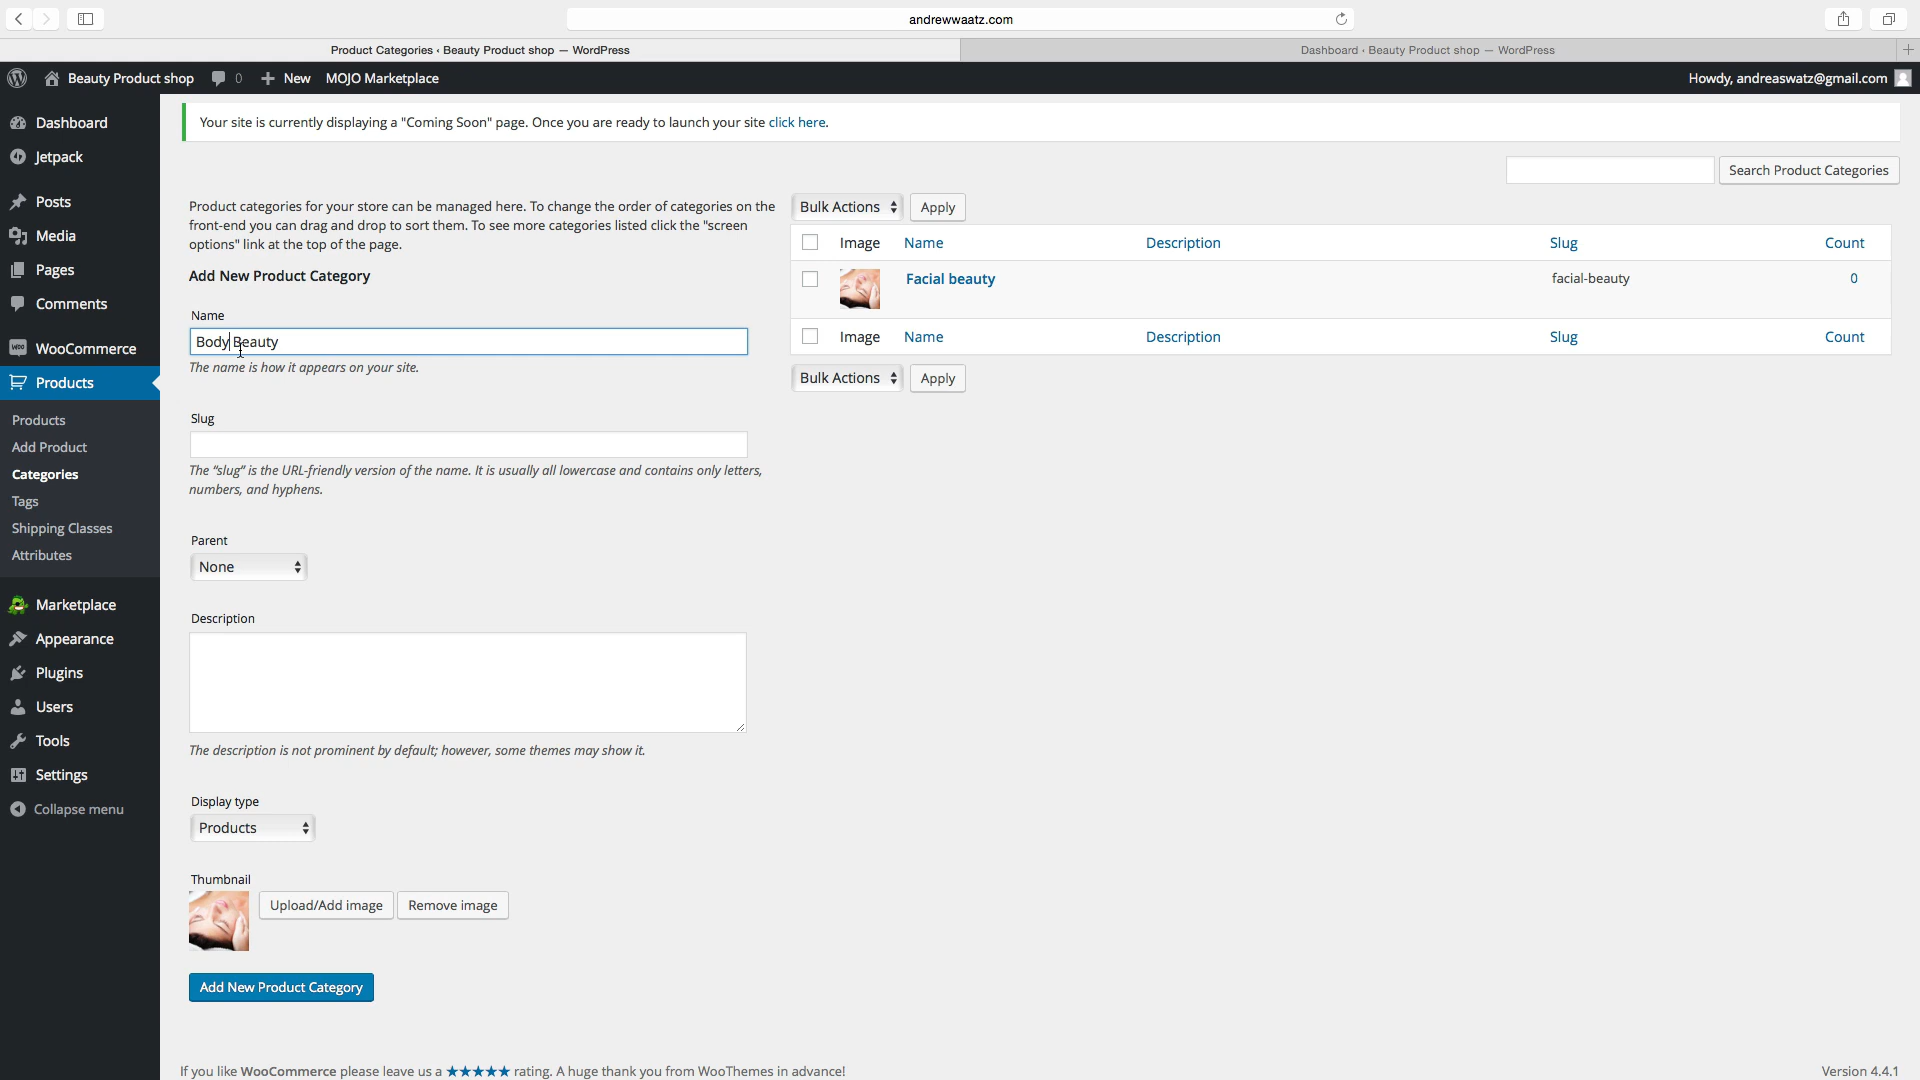 andrewwaatz.com
Product Categories ‹ Beauty Product shop — WordPress
Dashboard ‹ Beauty Product shop — WordPress
Beauty Product shop
0
New
MOJO Marketplace
Howdy, andreaswatz@gmail.com
Dashboard
Jetpack
Posts
Media
Pages
Comments
WooCommerce
Products
Products
Add Product
Categories
Tags
Shipping Classes
Attributes
Marketplace
Appearance
Plugins
Users
Tools
Settings
Collapse menu
Your site is currently displaying a "Coming Soon" page. Once you are ready to launch your site click here.
Search Product Categories
Product categories for your store can be managed here. To change the order of categories on the
front-end you can drag and drop to sort them. To see more categories listed click the "screen
options" link at the top of the page.
Add New Product Category
Name
Body Beauty
The name is how it appears on your site.
Slug
The “slug” is the URL-friendly version of the name. It is usually all lowercase and contains only letters,
numbers, and hyphens.
Parent
None
Description
The description is not prominent by default; however, some themes may show it.
Display type
Products
Thumbnail
Upload/Add image
Remove image
Add New Product Category
Bulk Actions
Apply
Image Name Description Slug Count
Facial beauty facial-beauty 0
Image Name Description Slug Count
Bulk Actions
Apply
If you like WooCommerce please leave us a ★★★★★ rating. A huge thank you from WooThemes in advance!
Version 4.4.1